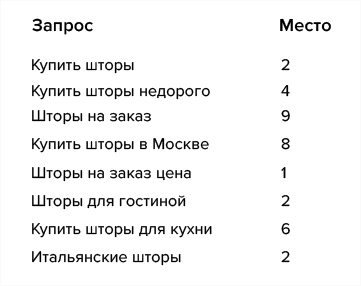 Запрос Место
Купить шторы 2
Купить шторы недорого 4
Шторы на заказ 9
Купить шторы в Москве 8
Шторы на заказ цена 1
Шторы для гостиной 2
Купить шторы для кухни 6
Итальянские шторы 2